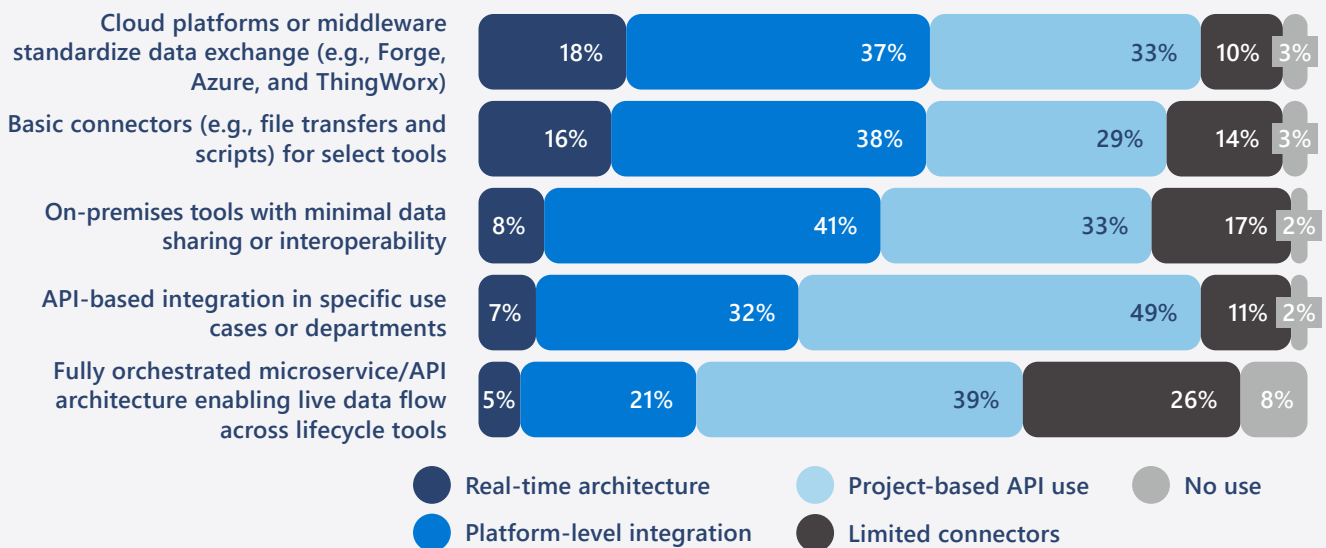 Cloud platforms or middleware
standardize data exchange (e.g., Forge,
Azure, and ThingWorx)
18% 37% 33% 10% 3%
Basic connectors (e.g., file transfers and
scripts) for select tools
16% 38% 29% 14% 3%
On-premises tools with minimal data
sharing or interoperability
8% 41% 33% 17% 2%
API-based integration in specific use
cases or departments
7% 32% 49% 11% 2%
Fully orchestrated microservice/API
architecture enabling live data flow
across lifecycle tools
5% 21% 39% 26% 8%
Real-time architecture
Project-based API use
No use
Platform-level integration
Limited connectors